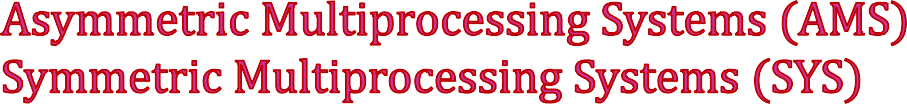 Asymmetric Multiprocessing Systems (AMS)
Symmetric Multiprocessing Systems (SYS)